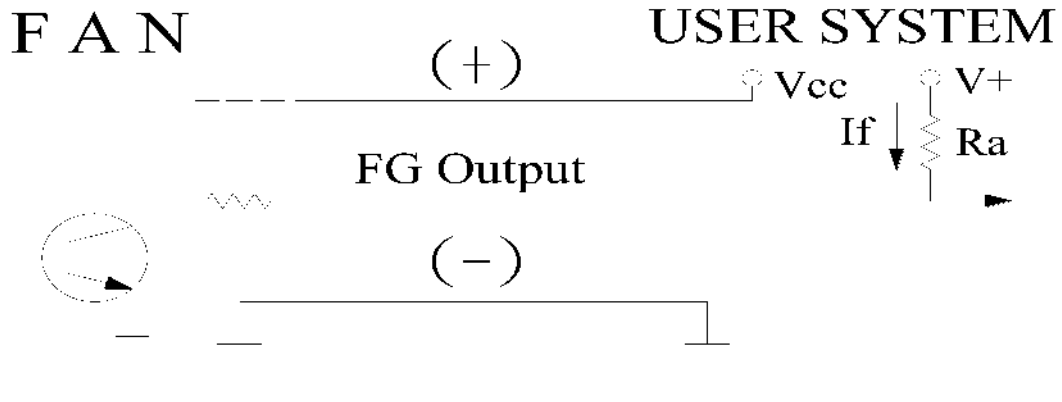 F A N
USER SYSTEM
(+)
Vcc
V+
If
Ra
FG Output
(−)